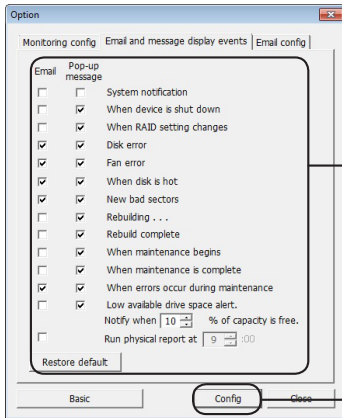 Option
Monitoring config Email and message display events Email config
Email Pop-up message
System notification
When device is shut down
When RAID setting changes
Disk error
Fan error
When disk is hot
New bad sectors
Rebuilding . . .
Rebuild complete
When maintenance begins
When maintenance is complete
When errors occur during maintenance
Low available drive space alert.
Notify when 10 % of capacity is free.
Run physical report at 9 :00
Restore default
Basic Config Close